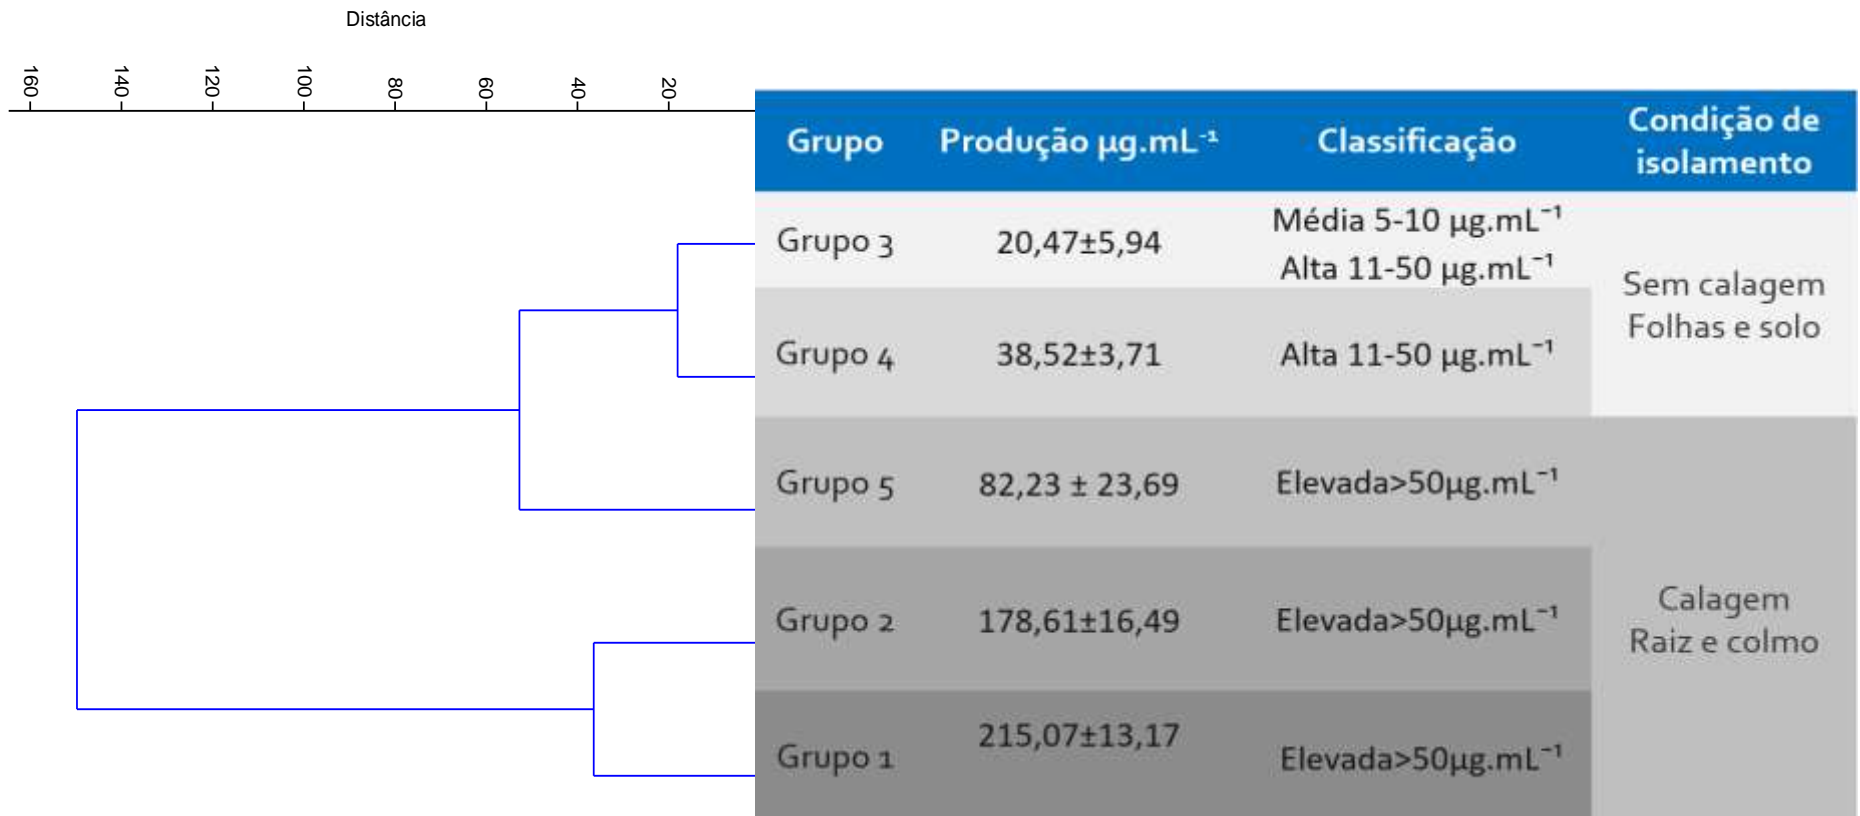 Distância
160 140 120 100 80 60 40 20
Grupo Produção µg.mL⁻¹ Classificação Condição de isolamento
Grupo 3 20,47±5,94 Média 5-10 µg.mL⁻¹
Alta 11-50 µg.mL⁻¹
Sem calagem
Folhas e solo
Grupo 4 38,52±3,71 Alta 11-50 µg.mL⁻¹
Grupo 5 82,23 ± 23,69 Elevada>50µg.mL⁻¹
Grupo 2 178,61±16,49 Elevada>50µg.mL⁻¹
Calagem
Raiz e colmo
Grupo 1 215,07±13,17 Elevada>50µg.mL⁻¹